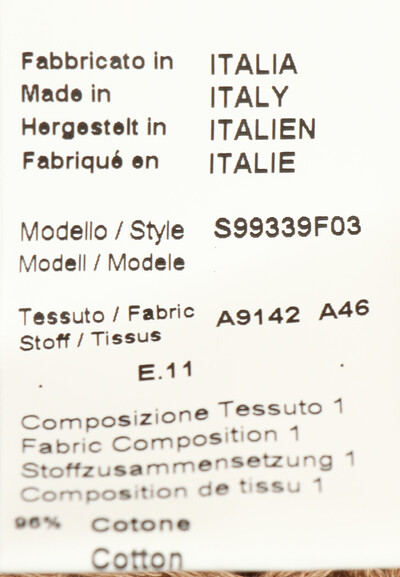 Fabbricato in ITALIA
Made in ITALY
Hergestelt in ITALIEN
Fabriqué en ITALIE
Modello / Style S99339F03
Modell / Modele
Tessuto / Fabric A9142 A46
Stoff / Tissus
E.11
Composizione Tessuto 1
Fabric Composition 1
Stoffzusammensetzung 1
Composition de tissu 1
96% Cotone
Cotton